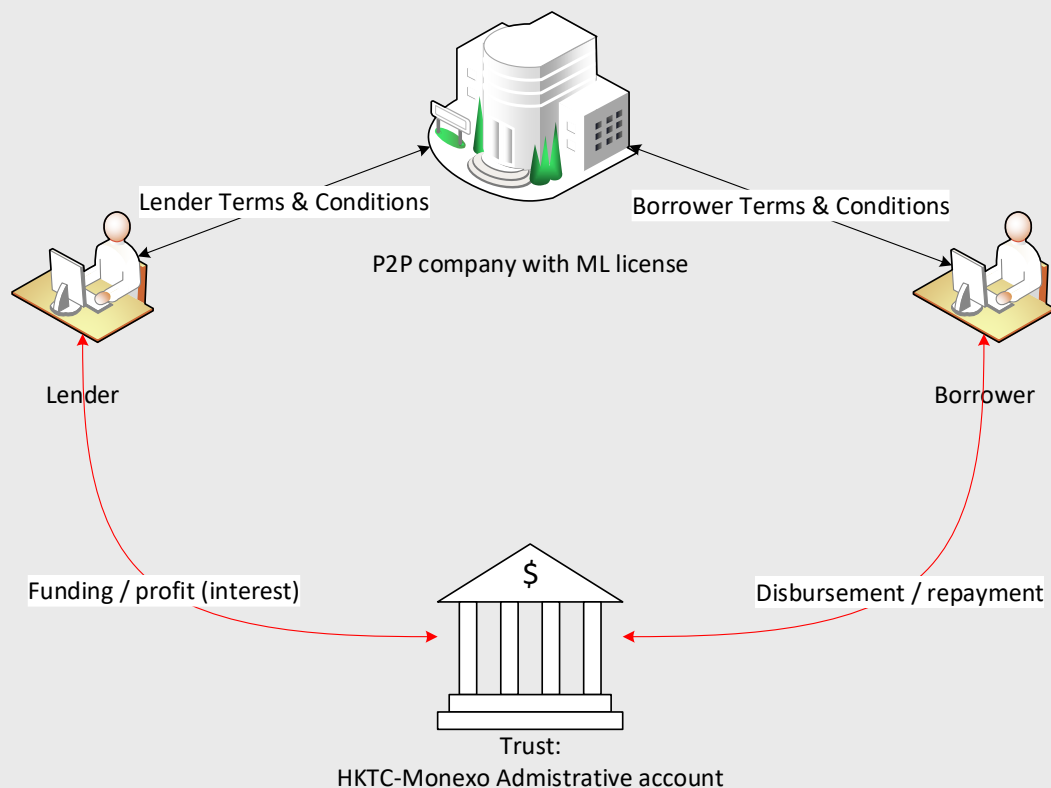 Lender Terms & Conditions
Borrower Terms & Conditions
P2P company with ML license
Lender
Borrower
Funding / profit (interest)
$
Disbursement / repayment
Trust:
HKTC-Monexo Admistrative account